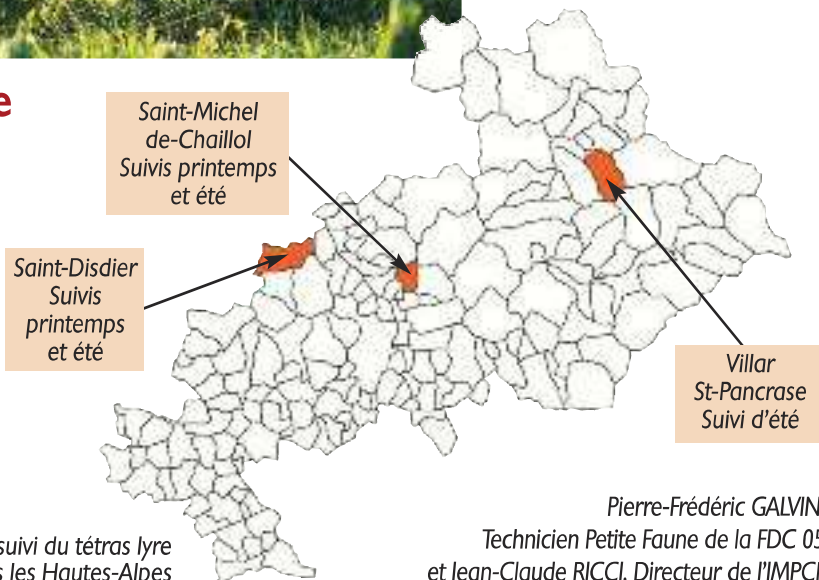 e
Saint-Michel
de-Chaillol
Suivis printemps
et été
Saint-Disdier
Suivis
printemps
et été
Villar
St-Pancrase
Suivi d'été
suivi du tétras lyre
s les Hautes-Alpes
Pierre-Frédéric GALVIN
Technicien Petite Faune de la FDC 05
et Jean-Claude RICCI, Directeur de l'IMPCF